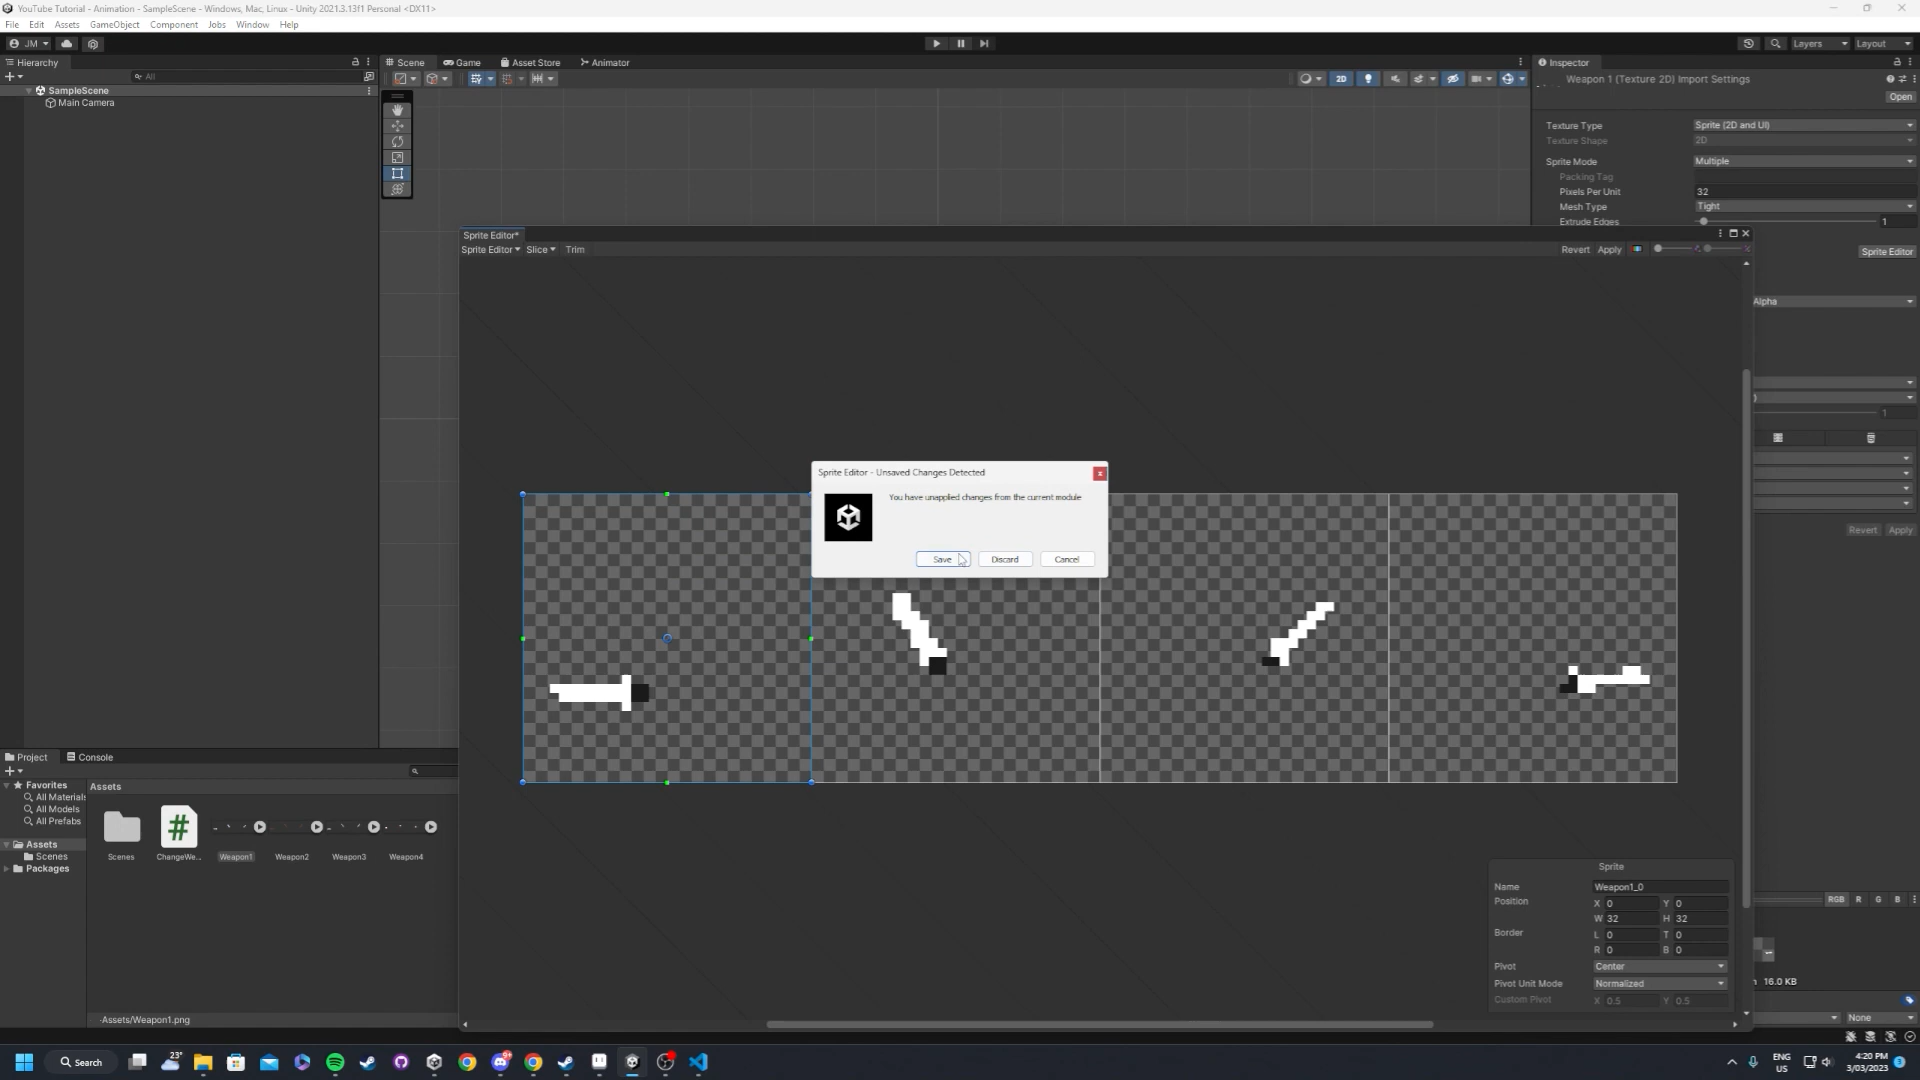 YouTube Tutorial - Animation - SampleScene - Windows, Mac, Linux - Unity 2021.3.13f1 Personal <DX11>
File Edit Assets GameObject Component Jobs Window Help
JM
Layers
Layout
Hierarchy
All
SampleScene
Main Camera
Scene
Game
Asset Store
Animator
2D
Inspector
Weapon 1 (Texture 2D) Import Settings
Open
Texture Type Sprite (2D and UI)
Texture Shape 2D
Sprite Mode Multiple
Packing Tag
Pixels Per Unit 32
Mesh Type Tight
Extrude Edges 1
Sprite Editor
Alpha
1
Revert Apply
Sprite Editor*
Sprite Editor Slice Trim
Revert Apply
Sprite Editor - Unsaved Changes Detected
You have unapplied changes from the current module
Save Discard Cancel
Sprite
Name Weapon1_0
Position X 0 Y 0
W 32 H 32
Border L 0 T 0
R 0 B 0
Pivot Center
Pivot Unit Mode Normalized
Custom Pivot X 0.5 Y 0.5
RGB R G B
16.0 KB
None
Project
Console
Favorites
All Materials
All Models
All Prefabs
Assets
Scenes
Packages
Assets
Scenes
ChangeWe...
Weapon1
Weapon2
Weapon3
Weapon4
Assets/Weapon1.png
Search
23°
ENG
US
4:20 PM
3/03/2023
3